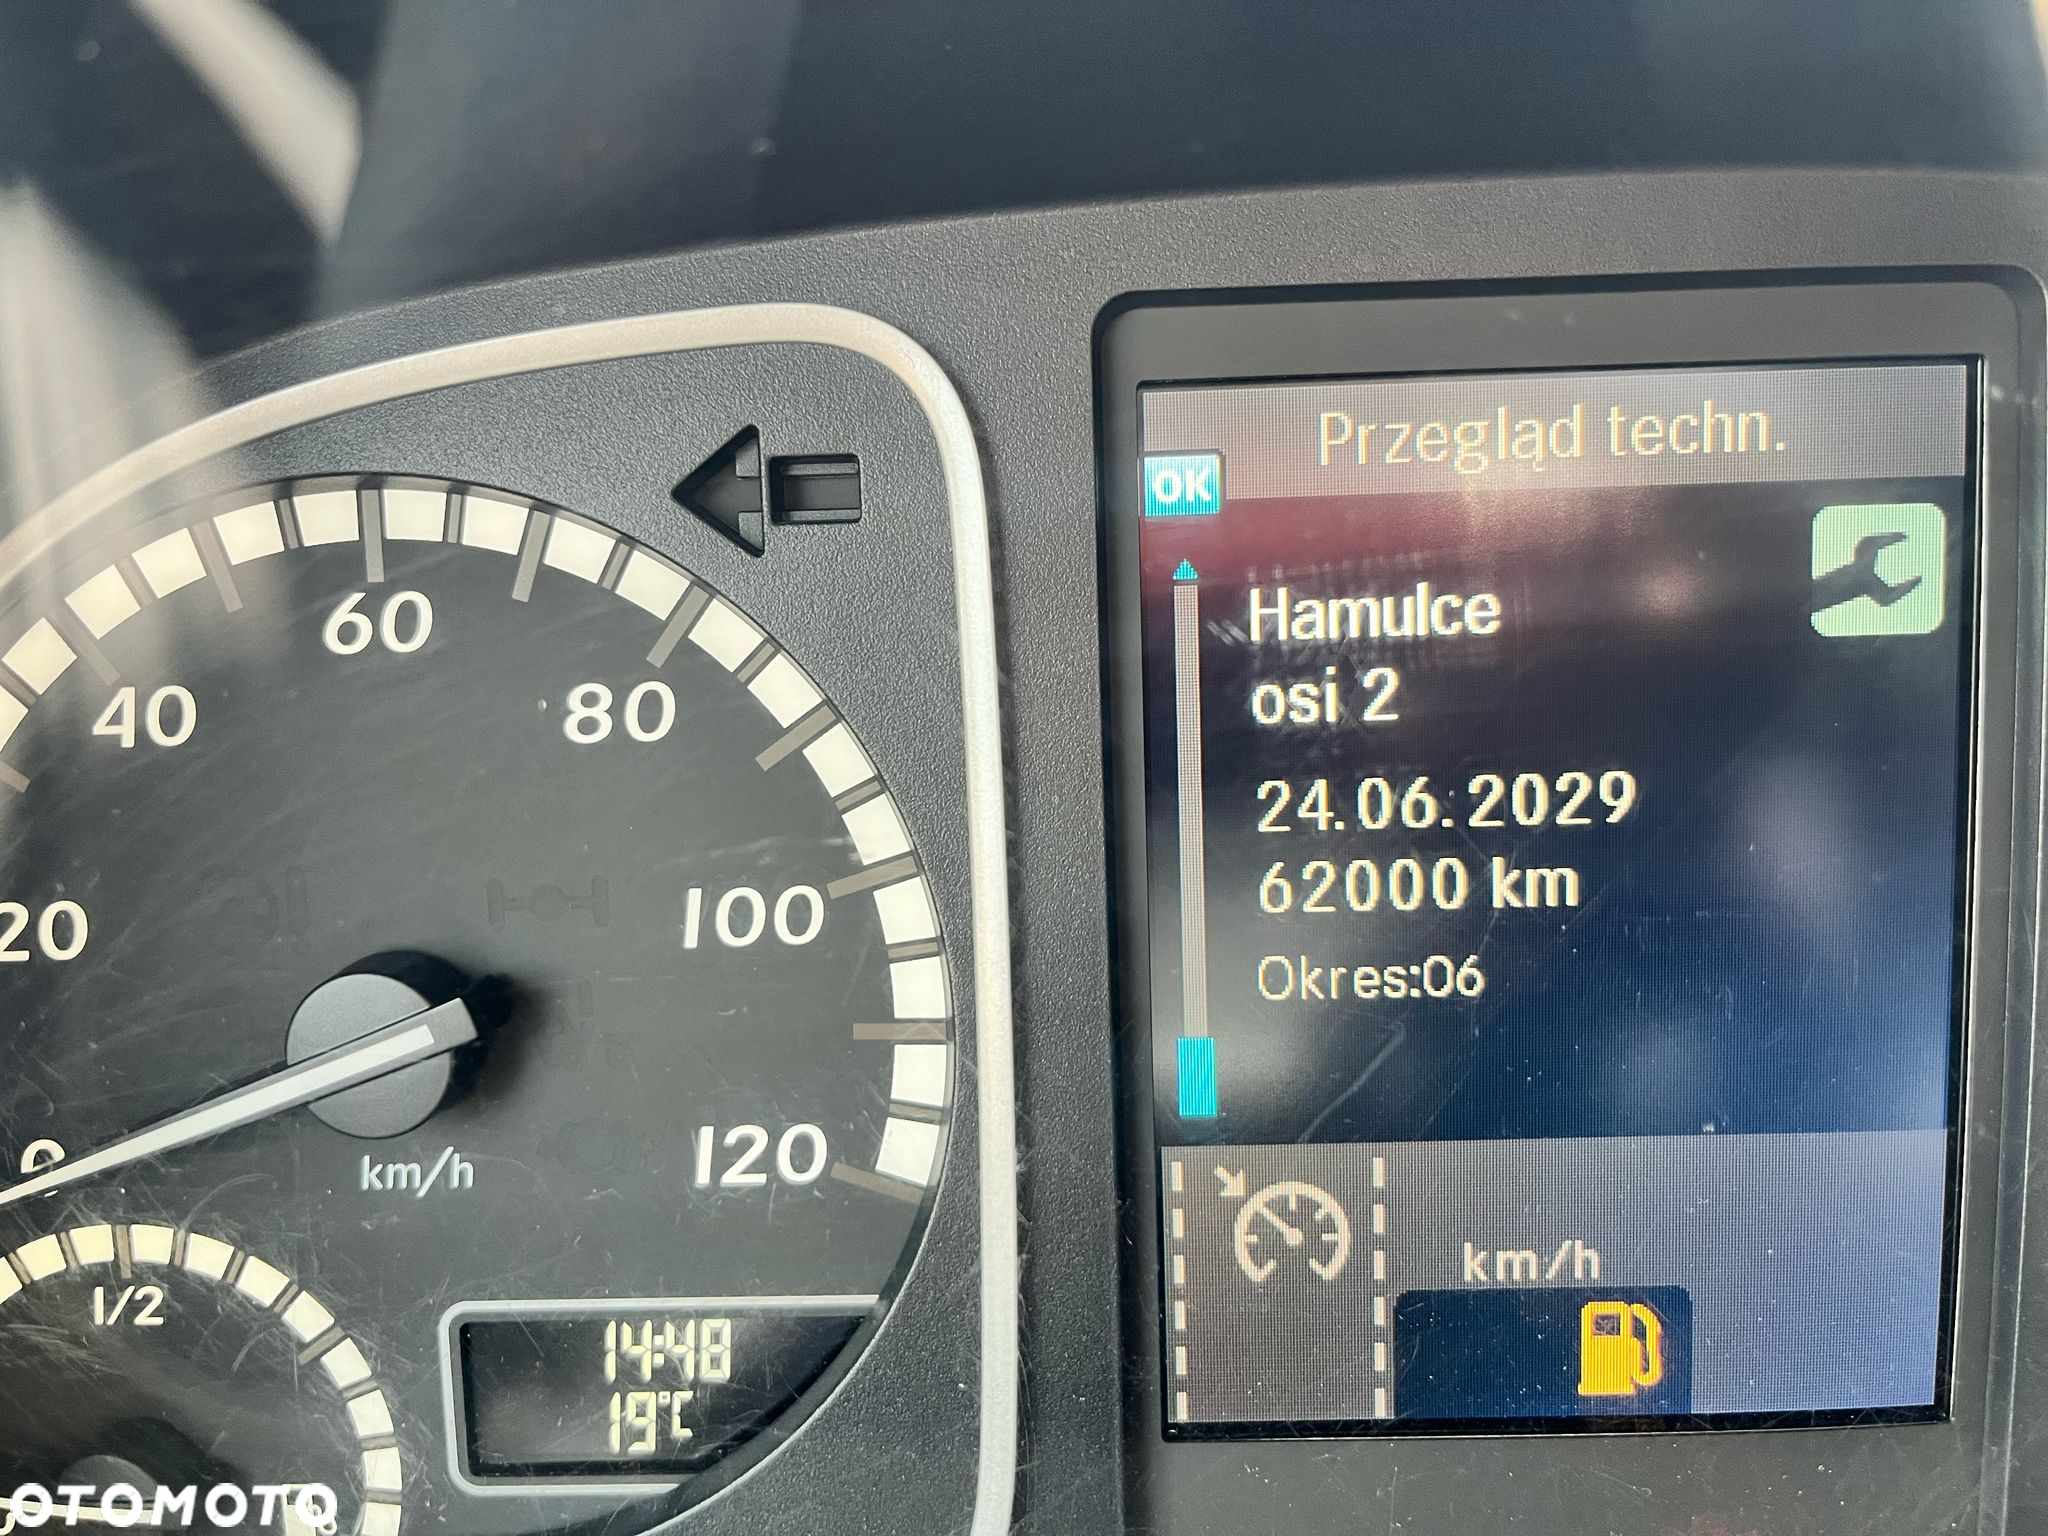 Przegląd techn.
OK
Hamulce
osi 2
24.06.2029
62000 km
Okres:06
km/h
20
40
60
80
100
120
0
km/h
1/2
14:48
19°C
OTOMOTO